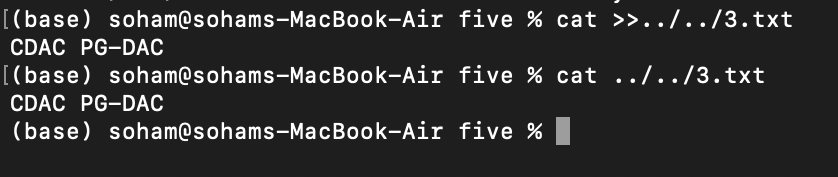 [(base) soham@sohams-MacBook-Air five % cat >>../../3.txt
CDAC PG-DAC
[(base) soham@sohams-MacBook-Air five % cat ../../3.txt
CDAC PG-DAC
(base) soham@sohams-MacBook-Air five %